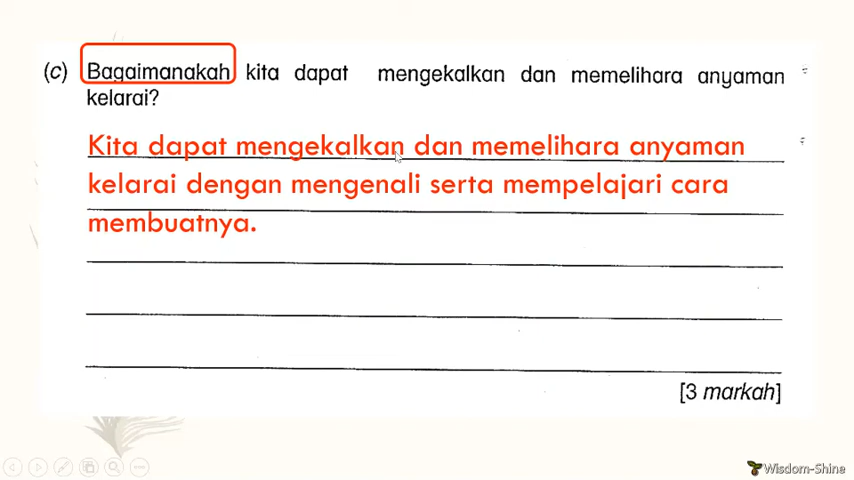 (c) Bagaimanakah kita dapat mengekalkan dan memelihara anyaman
kelarai?
Kita dapat mengekalkan dan memelihara anyaman
kelarai dengan mengenali serta mempelajari cara
membuatnya.
[3 markah]
Wisdom-Shine